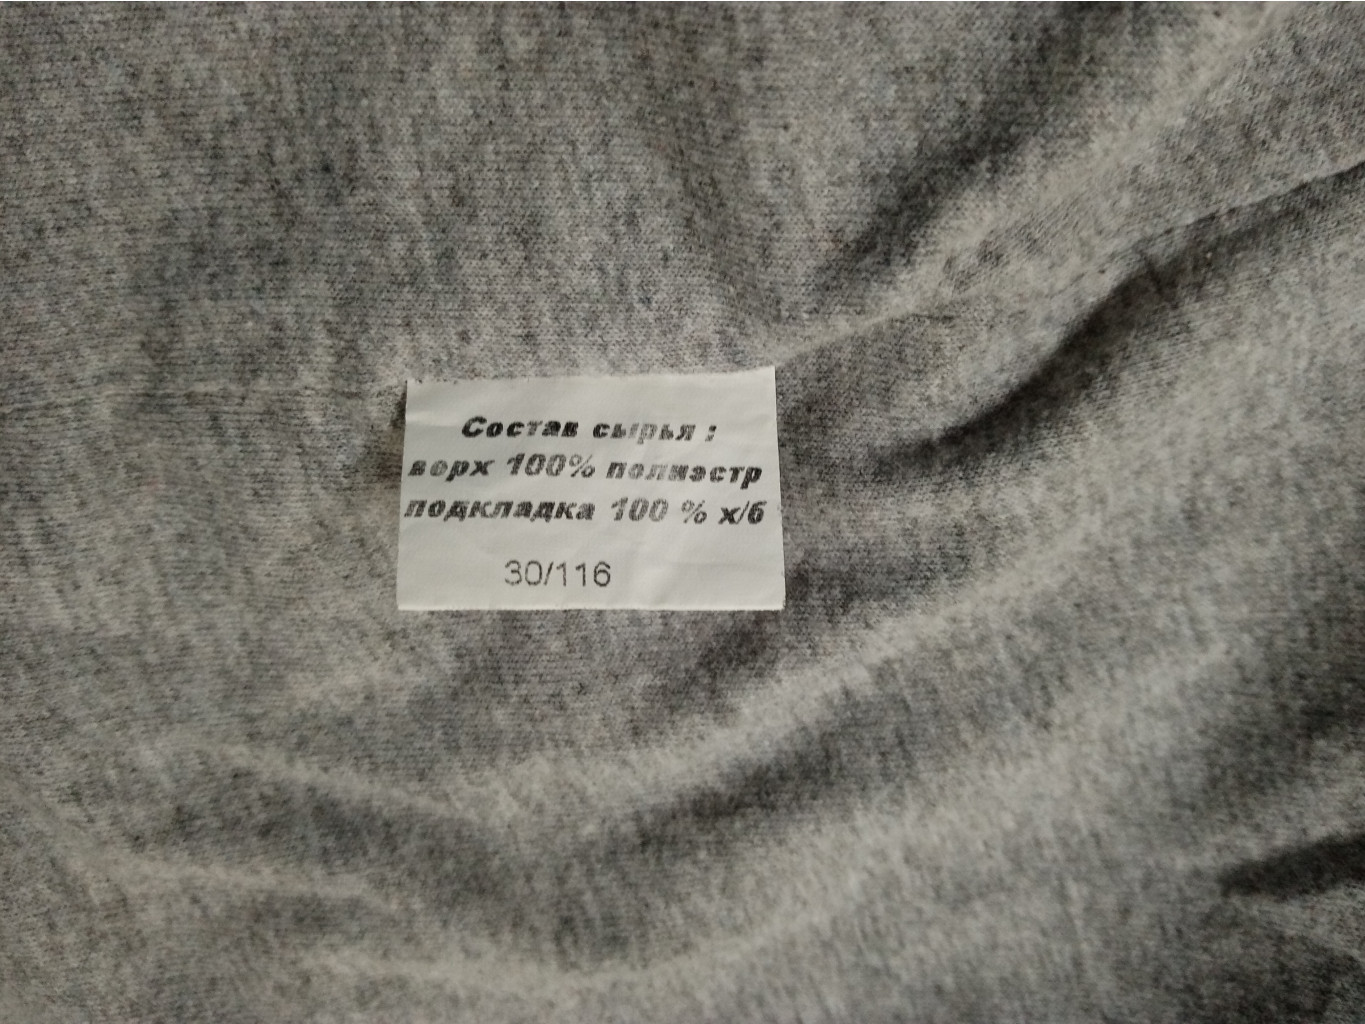 Состав сырья :
верх 100% полиэстр
подкладка 100 % х/б
30/116